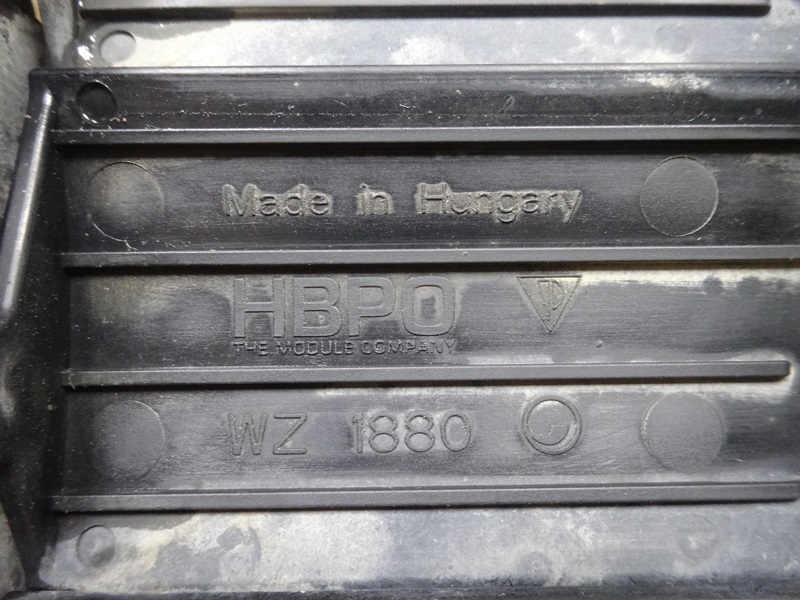 Made in Hungary
HBPO
THE MODULE COMPANY
WZ 1880